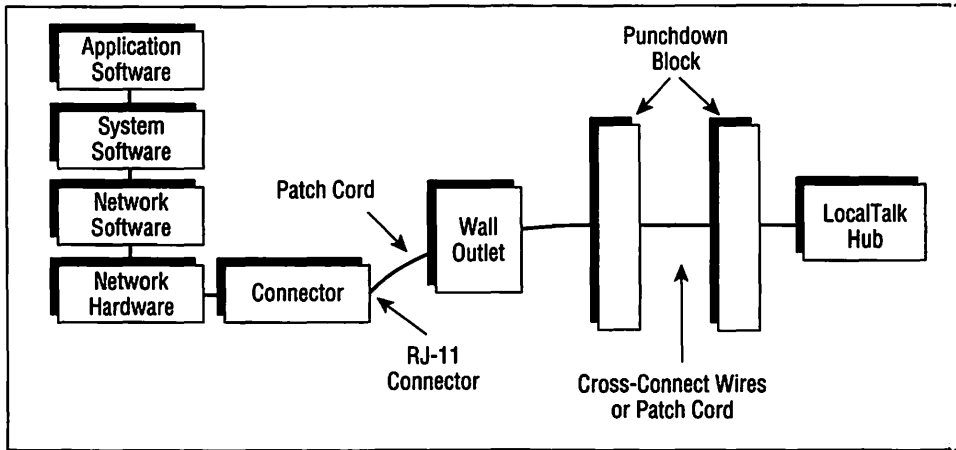 Application
Software
System
Software
Network
Software
Network
Hardware
Connector
Patch Cord
RJ-11
Connector
Wall
Outlet
Punchdown
Block
Cross-Connect Wires
or Patch Cord
LocalTalk
Hub